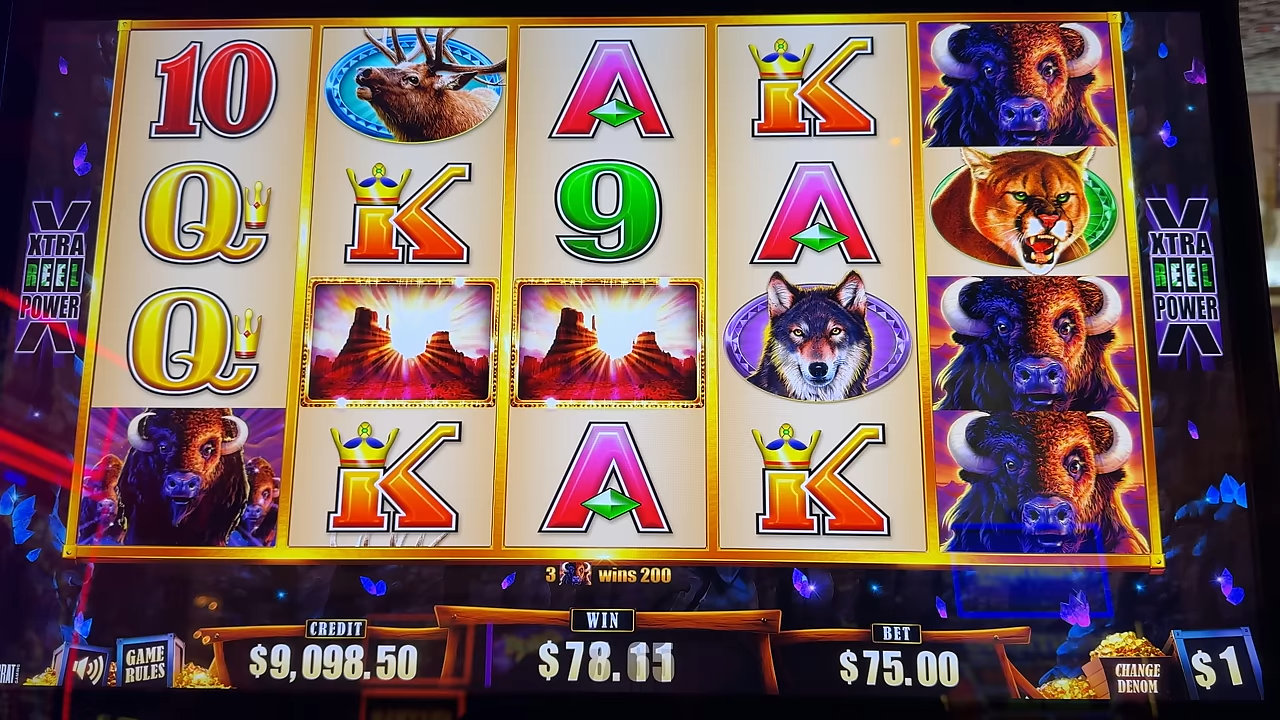 10 A K
Q K 9 A
Q
K A K
XTRA
REEL
POWER
XTRA
REEL
POWER
3 wins 200
CREDIT
$9,098.50
WIN
BET
$75.00
GAME
RULES
CHANGE
DENOM
$1